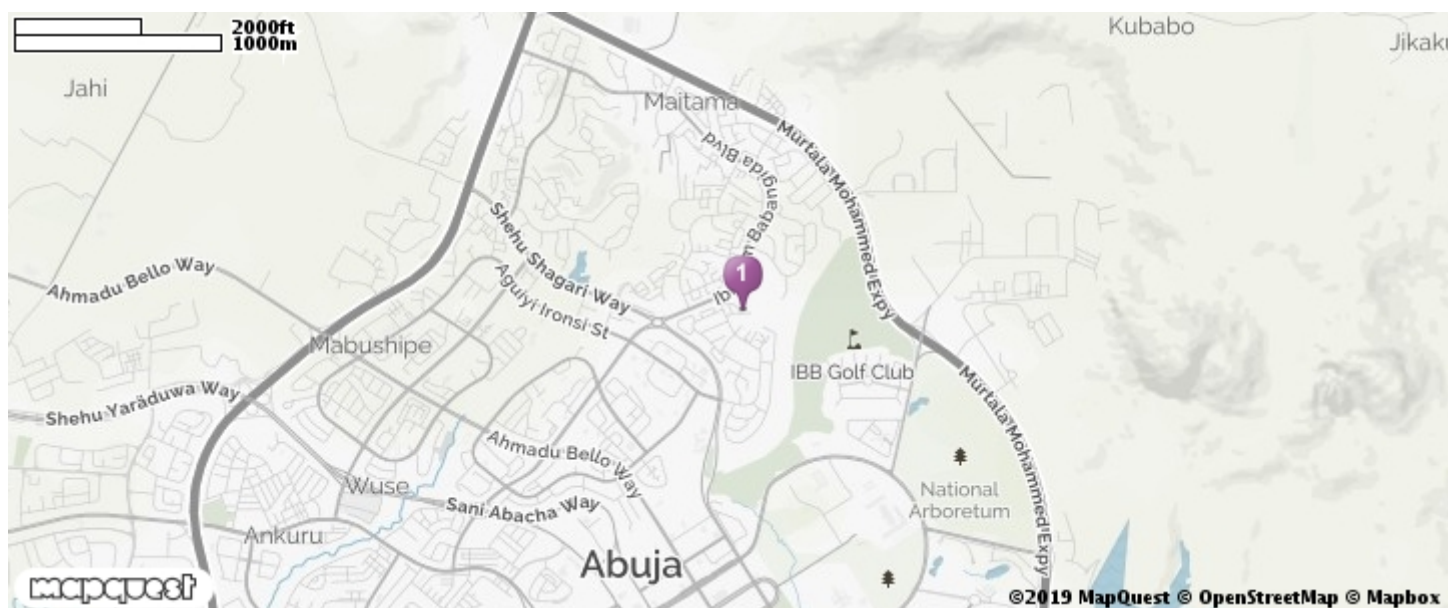 2000ft
1000m
Kubabo
Jikaku
Jahi
Maitama
Murtala Mohammed Expy
Babangida Blvd
Shehu Shagari Way
Ahmadu Bello Way
Aguiyi Ironsi St
1
Mabushipe
IBB Golf Club
Shehu Yaräduwa Way
Murtala Mohammed Expy
Ahmadu Bello Way
Wuse
Sani Abacha Way
National
Arboretum
Ankuru
Abuja
mapquest
©2019 MapQuest © OpenStreetMap © Mapbox